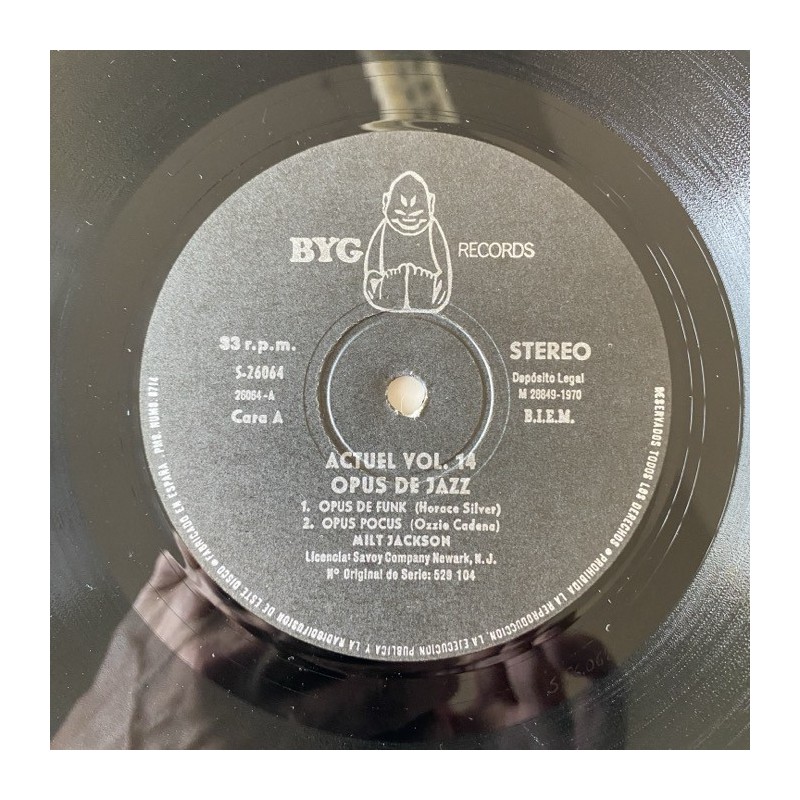 BYG RECORDS
33 r.p.m.
S-26064
26064-A
Cara A
STEREO
Depósito Legal
M 28849-1970
B.I.E.M.
ACTUEL VOL. 14
OPUS DE JAZZ
1. OPUS DE FUNK (Horace Silver)
2. OPUS POCUS (Ozzie Cadena)
MILT JACKSON
Licencia: Savoy Company Newark, N. J.
Nº Original de Serie: 529 104
RESERVADOS TODOS LOS DERECHOS • PROHIBIDA LA REPRODUCCION, LA EJECUCION PUBLICA Y LA RADIODIFUSION DE ESTE DISCO • FABRICADO EN ESPAÑA